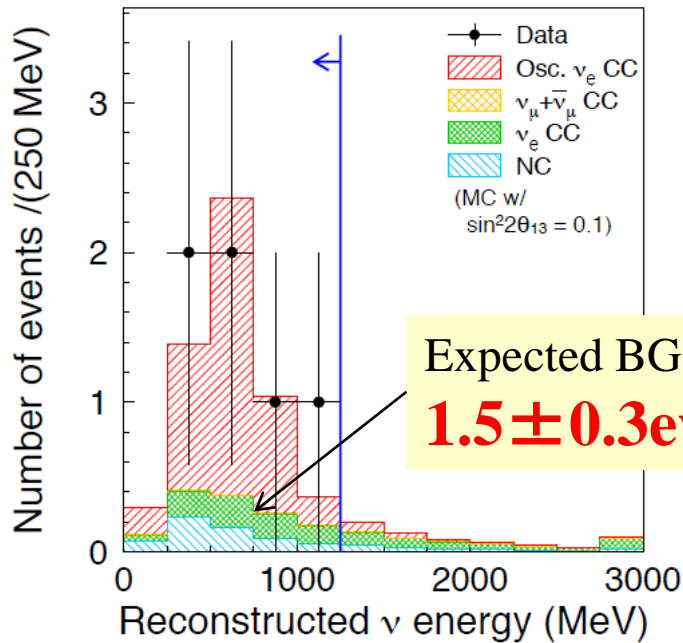 Number of events /(250 MeV)
3
2
1
0
Data
Osc. νe CC
νμ+ν̄μ CC
νe CC
NC
(MC w/
sin²2θ₁₃ = 0.1)
Expected BG
1.5±0.3ev
0
1000
2000
3000
Reconstructed ν energy (MeV)